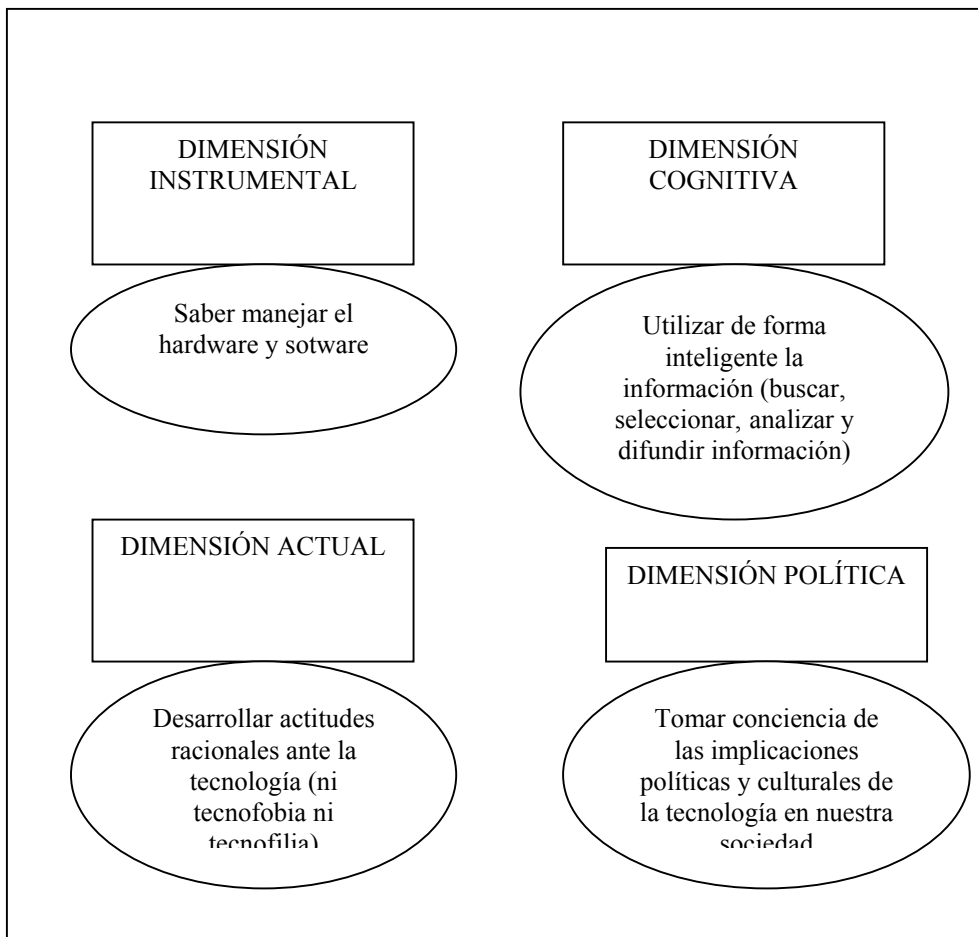 DIMENSIÓN
INSTRUMENTAL
Saber manejar el
hardware y sotware
DIMENSIÓN
COGNITIVA
Utilizar de forma
inteligente la
información (buscar,
seleccionar, analizar y
difundir información)
DIMENSIÓN ACTUAL
Desarrollar actitudes
racionales ante la
tecnología (ni
tecnofobia ni
tecnofilia)
DIMENSIÓN POLÍTICA
Tomar conciencia de
las implicaciones
políticas y culturales de
la tecnología en nuestra
sociedad